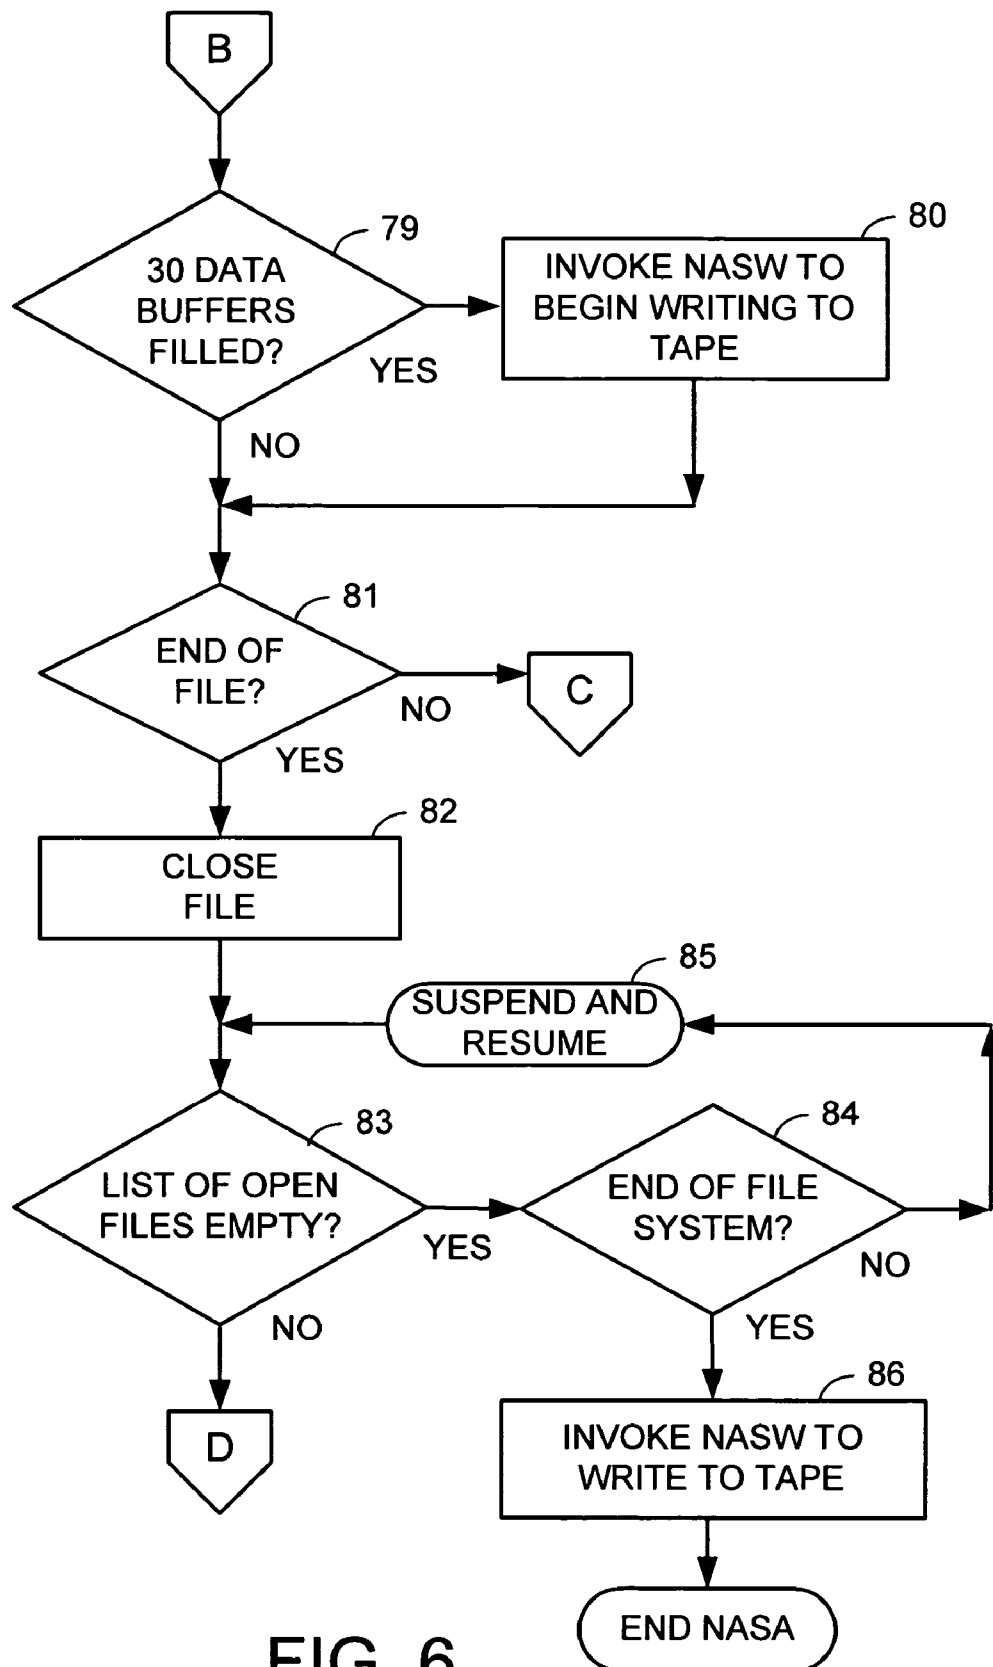 B
79
30 DATA
BUFFERS
FILLED?
YES
NO
80
INVOKE NASW TO
BEGIN WRITING TO
TAPE
81
END OF
FILE?
NO
C
YES
82
CLOSE
FILE
85
SUSPEND AND
RESUME
83
LIST OF OPEN
FILES EMPTY?
YES
NO
84
END OF FILE
SYSTEM?
NO
YES
D
86
INVOKE NASW TO
WRITE TO TAPE
END NASA
FIG. 6